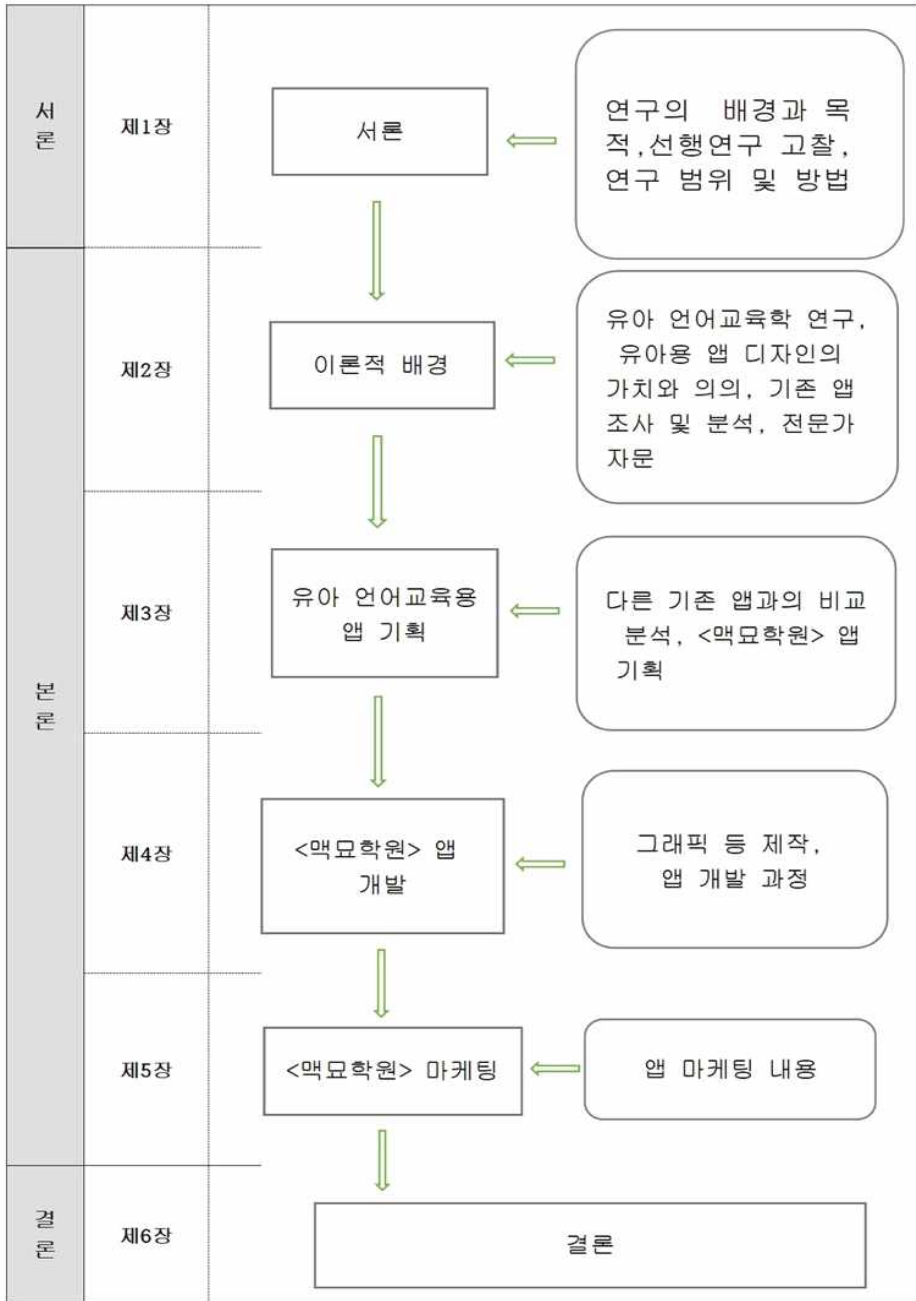 서론
제1장
서론
연구의 배경과 목
적,선행연구 고찰,
연구 범위 및 방법
본론
제2장
이론적 배경
유아 언어교육학 연구,
유아용 앱 디자인의
가치와 의의, 기존 앱
조사 및 분석, 전문가
자문
제3장
유아 언어교육용
앱 기획
다른 기존 앱과의 비교
분석, <맥묘학원> 앱
기획
제4장
<맥묘학원> 앱
개발
그래픽 등 제작,
앱 개발 과정
제5장
<맥묘학원> 마케팅
앱 마케팅 내용
결론
제6장
결론